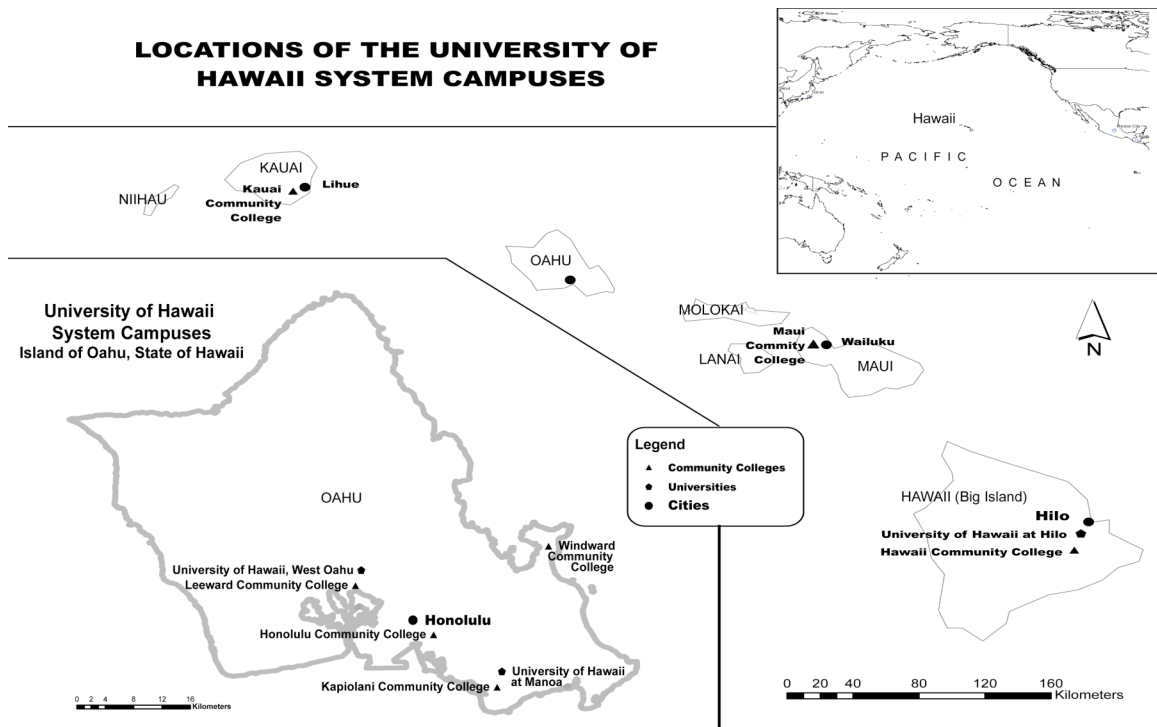 LOCATIONS OF THE UNIVERSITY OF
HAWAII SYSTEM CAMPUSES
Tokyo
Hawaii
PACIFIC
OCEAN
KAUAI
Lihue
Kauai
Community
College
NIIHAU
OAHU
MOLOKAI
Maui
Commity
College
Wailuku
LANAI
MAUI
N
University of Hawaii
System Campuses
Island of Oahu, State of Hawaii
OAHU
Windward
Community
College
University of Hawaii, West Oahu
Leeward Community College
Honolulu
Honolulu Community College
University of Hawaii
at Manoa
Kapiolani Community College
0 2 4 8 12 16
Kilometers
Legend
Community Colleges
Universities
Cities
HAWAII (Big Island)
Hilo
University of Hawaii at Hilo
Hawaii Community College
0 20 40 80 120 160
Kilometers